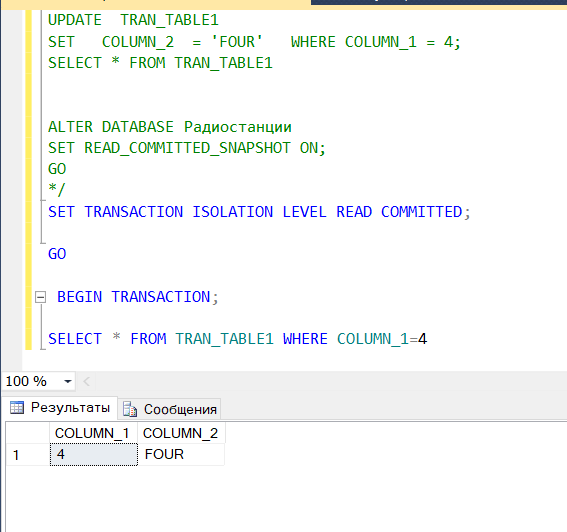 UPDATE  TRAN_TABLE1
SET   COLUMN_2  = 'FOUR'   WHERE COLUMN_1 = 4;
SELECT * FROM TRAN_TABLE1
ALTER DATABASE Радиостанции
SET READ_COMMITTED_SNAPSHOT ON;
GO
*/
SET TRANSACTION ISOLATION LEVEL READ COMMITTED;
GO
BEGIN TRANSACTION;
SELECT * FROM TRAN_TABLE1 WHERE COLUMN_1=4
100 %
Результаты Сообщения
COLUMN_1 COLUMN_2
1 4 FOUR